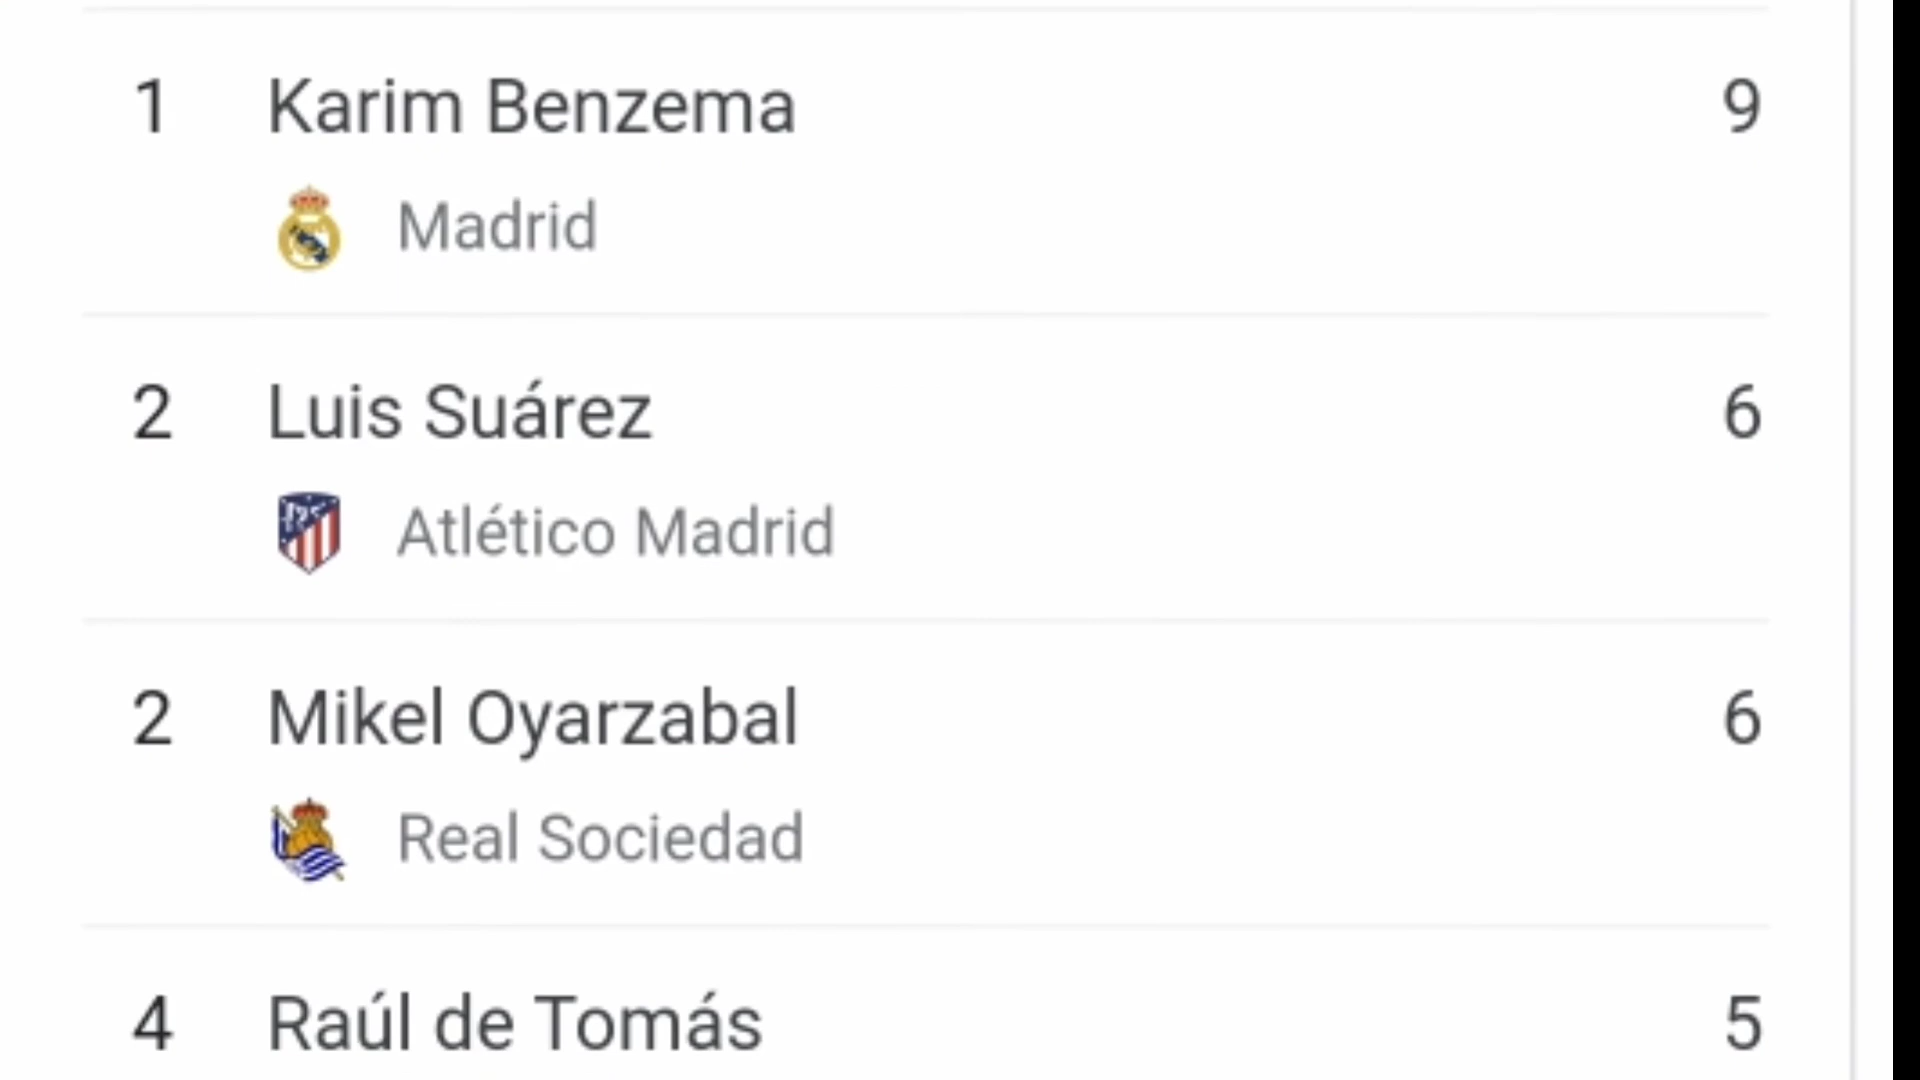 1 Karim Benzema 9
Madrid
2 Luis Suárez 6
Atlético Madrid
2 Mikel Oyarzabal 6
Real Sociedad
4 Raúl de Tomás 5